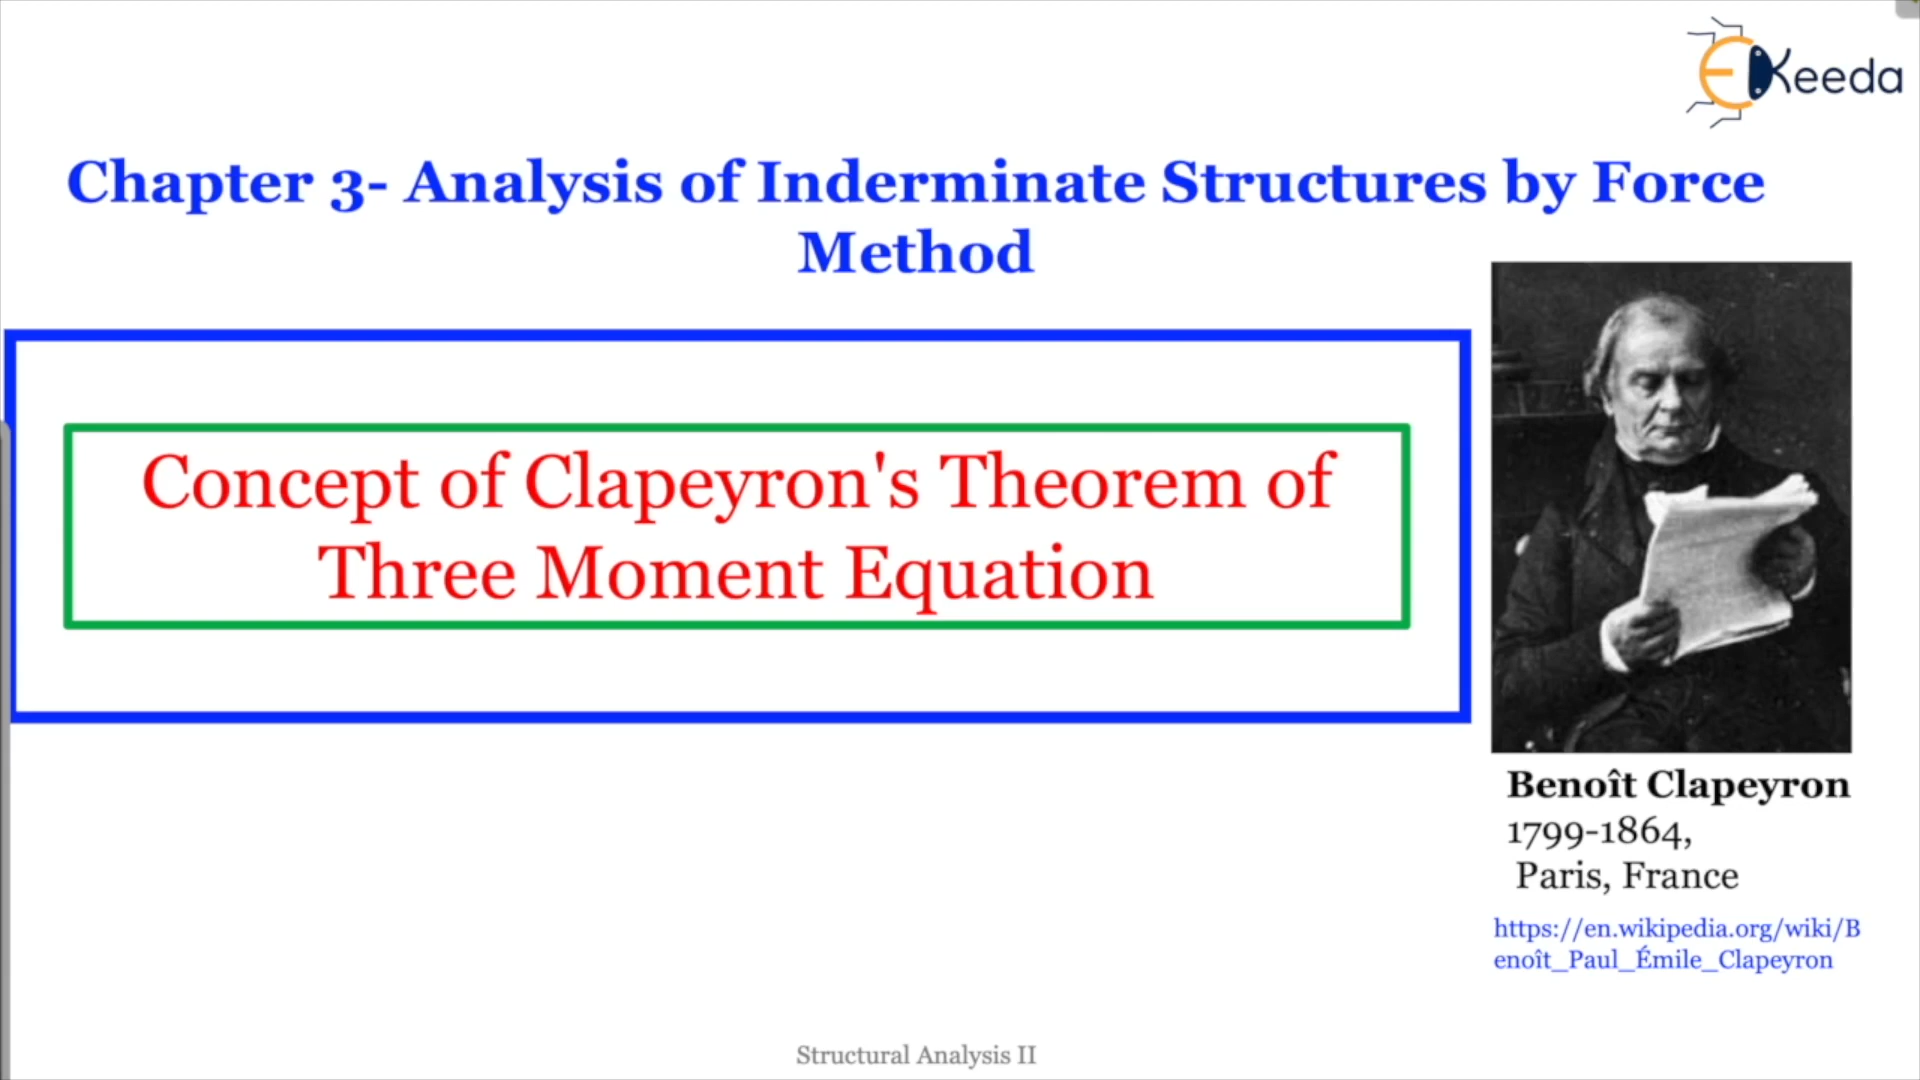 EKeeda
Chapter 3- Analysis of Inderminate Structures by Force
Method
Concept of Clapeyron's Theorem of
Three Moment Equation
Benoît Clapeyron
1799-1864,
Paris, France
https://en.wikipedia.org/wiki/B
enoît_Paul_Émile_Clapeyron
Structural Analysis II